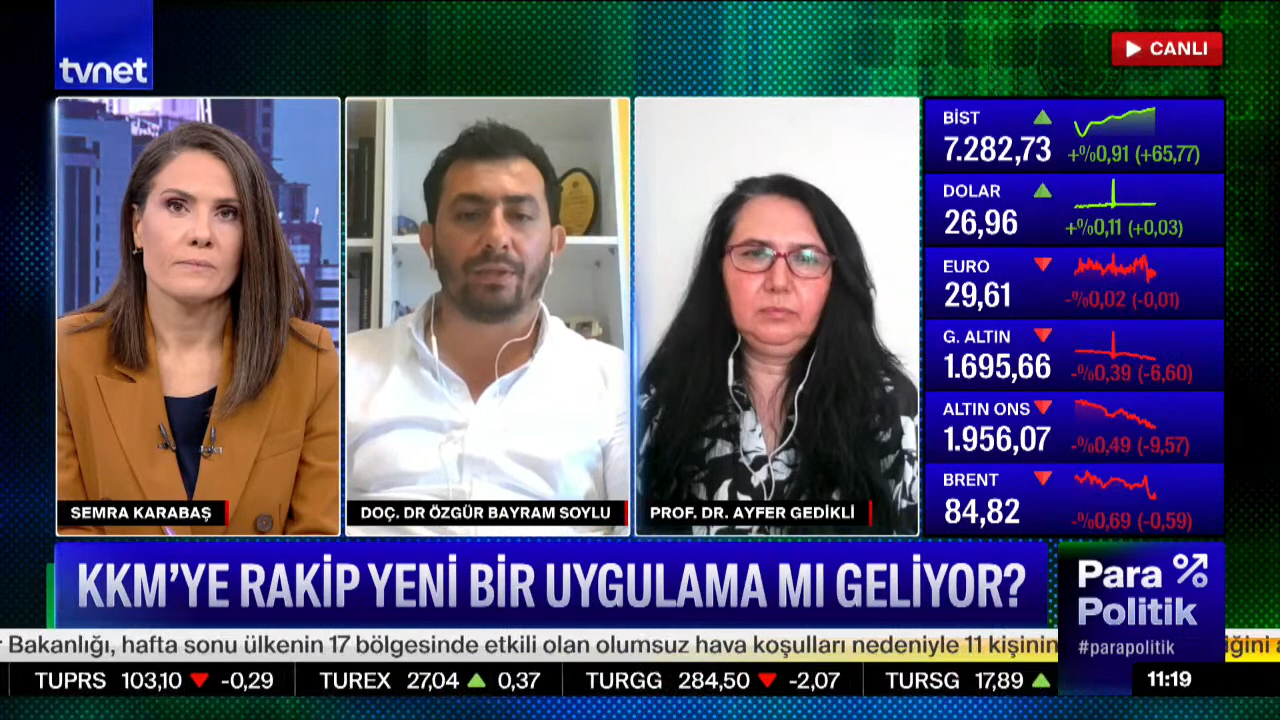 tvnet
CANLI
BİST
7.282,73
+%0,91 (+65,77)
DOLAR
26,96
+%0,11 (+0,03)
EURO
29,61
-%0,02 (-0,01)
G. ALTIN
1.695,66
-%0,39 (-6,60)
ALTIN ONS
1.956,07
-%0,49 (-9,57)
BRENT
84,82
-%0,69 (-0,59)
SEMRA KARABAŞ
DOÇ. DR ÖZGÜR BAYRAM SOYLU
PROF. DR. AYFER GEDİKLİ
KKM'YE RAKİP YENİ BİR UYGULAMA MI GELİYOR?
Para
Politik
#parapolitik
Bakanlığı, hafta sonu ülkenin 17 bölgesinde etkili olan olumsuz hava koşulları nedeniyle 11 kişinin
TUPRS 103,10 -0,29 TUREX 27,04 0,37 TURGG 284,50 -2,07 TURSG 17,89
11:19